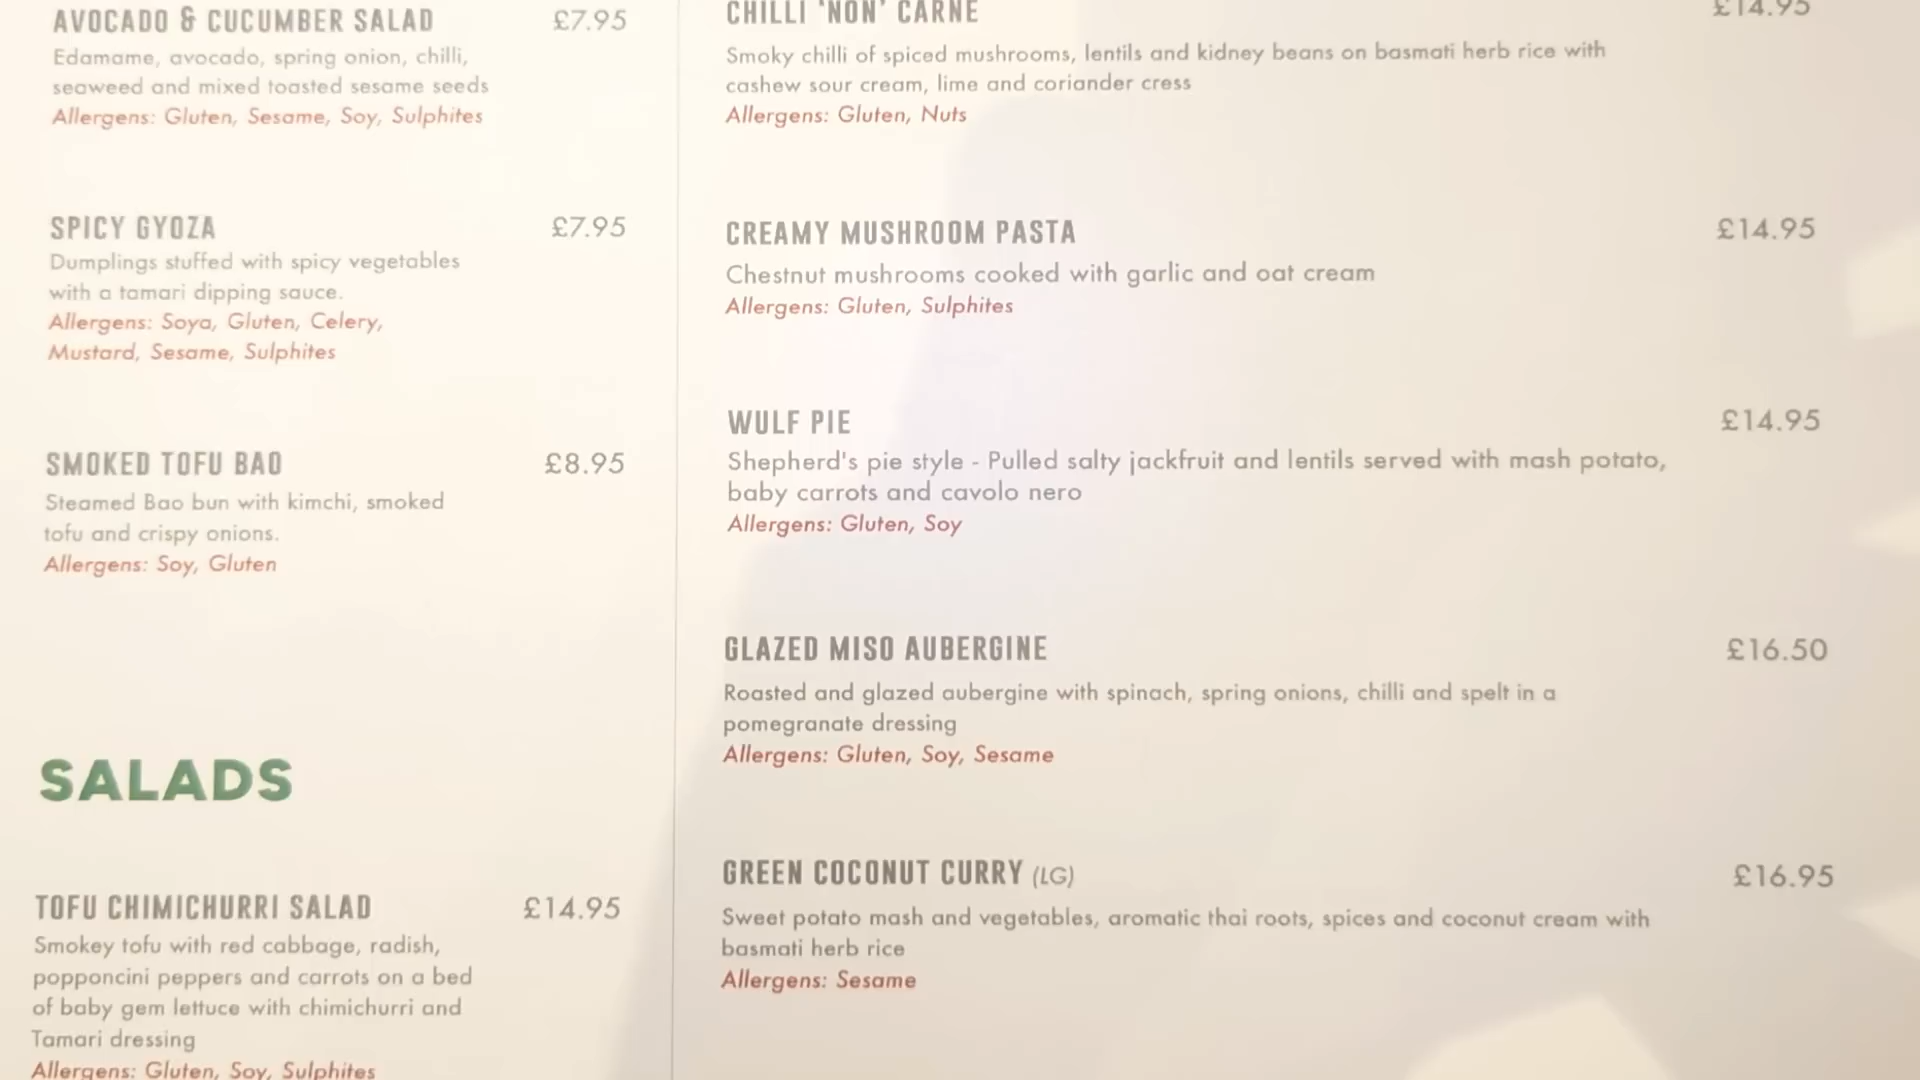 AVOCADO & CUCUMBER SALAD £7.95
Edamame, avocado, spring onion, chilli,
seaweed and mixed toasted sesame seeds
Allergens: Gluten, Sesame, Soy, Sulphites
SPICY GYOZA £7.95
Dumplings stuffed with spicy vegetables
with a tamari dipping sauce.
Allergens: Soya, Gluten, Celery,
Mustard, Sesame, Sulphites
SMOKED TOFU BAO £8.95
Steamed Bao bun with kimchi, smoked
tofu and crispy onions.
Allergens: Soy, Gluten
SALADS
TOFU CHIMICHURRI SALAD £14.95
Smokey tofu with red cabbage, radish,
popponcini peppers and carrots on a bed
of baby gem lettuce with chimichurri and
Tamari dressing
Allergens: Gluten, Soy, Sulphites
CHILLI 'NON' CARNE £14.95
Smoky chilli of spiced mushrooms, lentils and kidney beans on basmati herb rice with
cashew sour cream, lime and coriander cress
Allergens: Gluten, Nuts
CREAMY MUSHROOM PASTA £14.95
Chestnut mushrooms cooked with garlic and oat cream
Allergens: Gluten, Sulphites
WULF PIE £14.95
Shepherd's pie style - Pulled salty jackfruit and lentils served with mash potato,
baby carrots and cavolo nero
Allergens: Gluten, Soy
GLAZED MISO AUBERGINE £16.50
Roasted and glazed aubergine with spinach, spring onions, chilli and spelt in a
pomegranate dressing
Allergens: Gluten, Soy, Sesame
GREEN COCONUT CURRY (LG) £16.95
Sweet potato mash and vegetables, aromatic thai roots, spices and coconut cream with
basmati herb rice
Allergens: Sesame